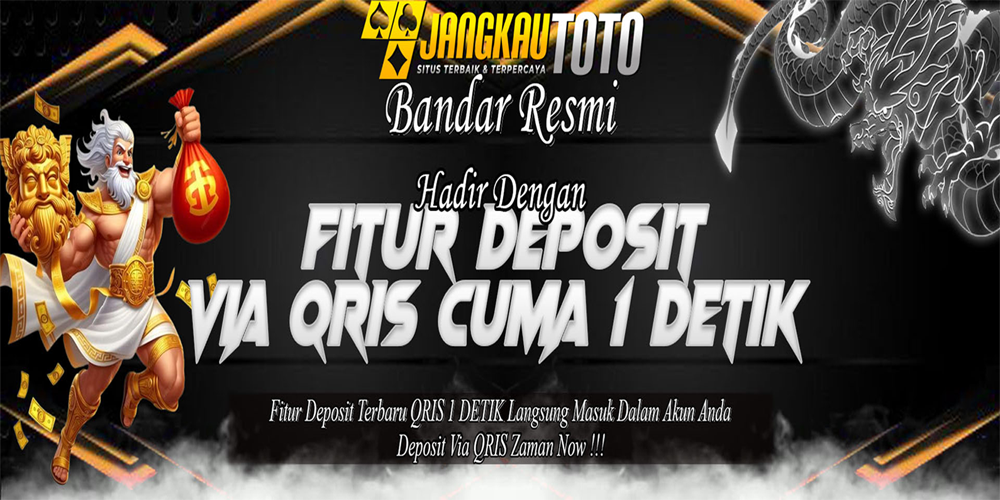 JANGKAUTOTO
SITUS TERBAIK & TERPERCAYA
Bandar Resmi
Hadir Dengan
FITUR DEPOSIT
VIA QRIS CUMA 1 DETIK
Fitur Deposit Terbaru QRIS 1 DETIK Langsung Masuk Dalam Akun Anda
Deposit Via QRIS Zaman Now !!!